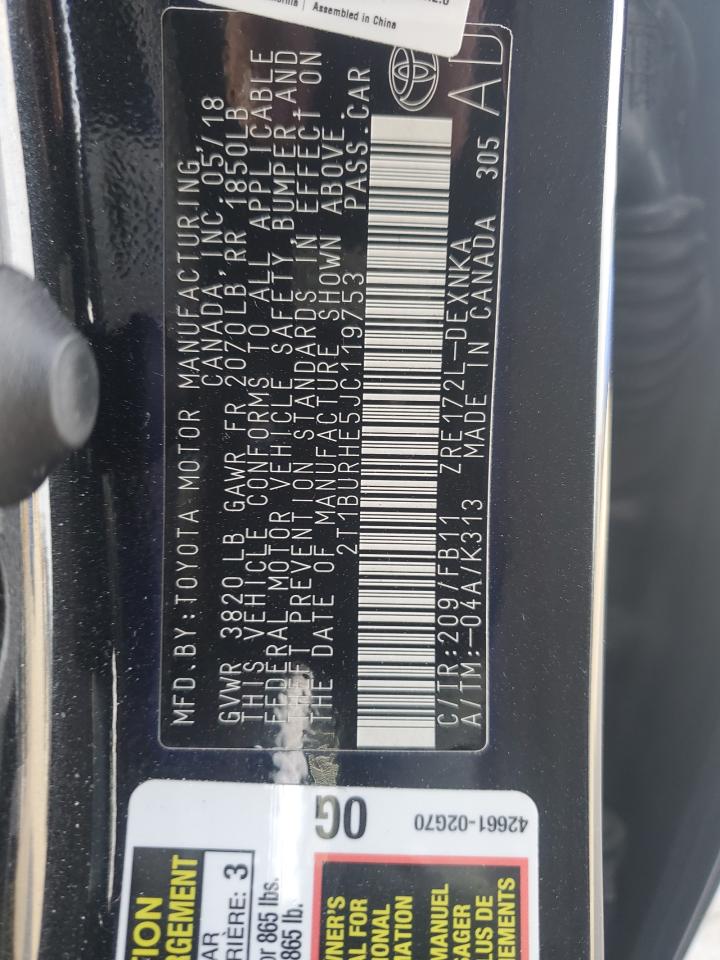 Assembled in China
MFD.BY:TOYOTA MOTOR MANUFACTURING,
CANADA, INC. 05/18
GVWR 3820LB GAWR FR 2070LB, RR 1850LB
THIS VEHICLE CONFORMS TO ALL APPLICABLE
FEDERAL MOTOR VEHICLE SAFETY, BUMPER, AND
THEFT PREVENTION STANDARDS IN EFFECT ON
THE DATE OF MANUFACTURE SHOWN ABOVE.
2T1BURHE5JC119753 PASS.CAR
C/TR:209/FB11 ZRE172L-DEXNKA
A/TM:-04A/K313 MADE IN CANADA 305
AD
0G
42661-02G70
RIÈRE: 3
865 lbs.
865 lb.
MANUEL